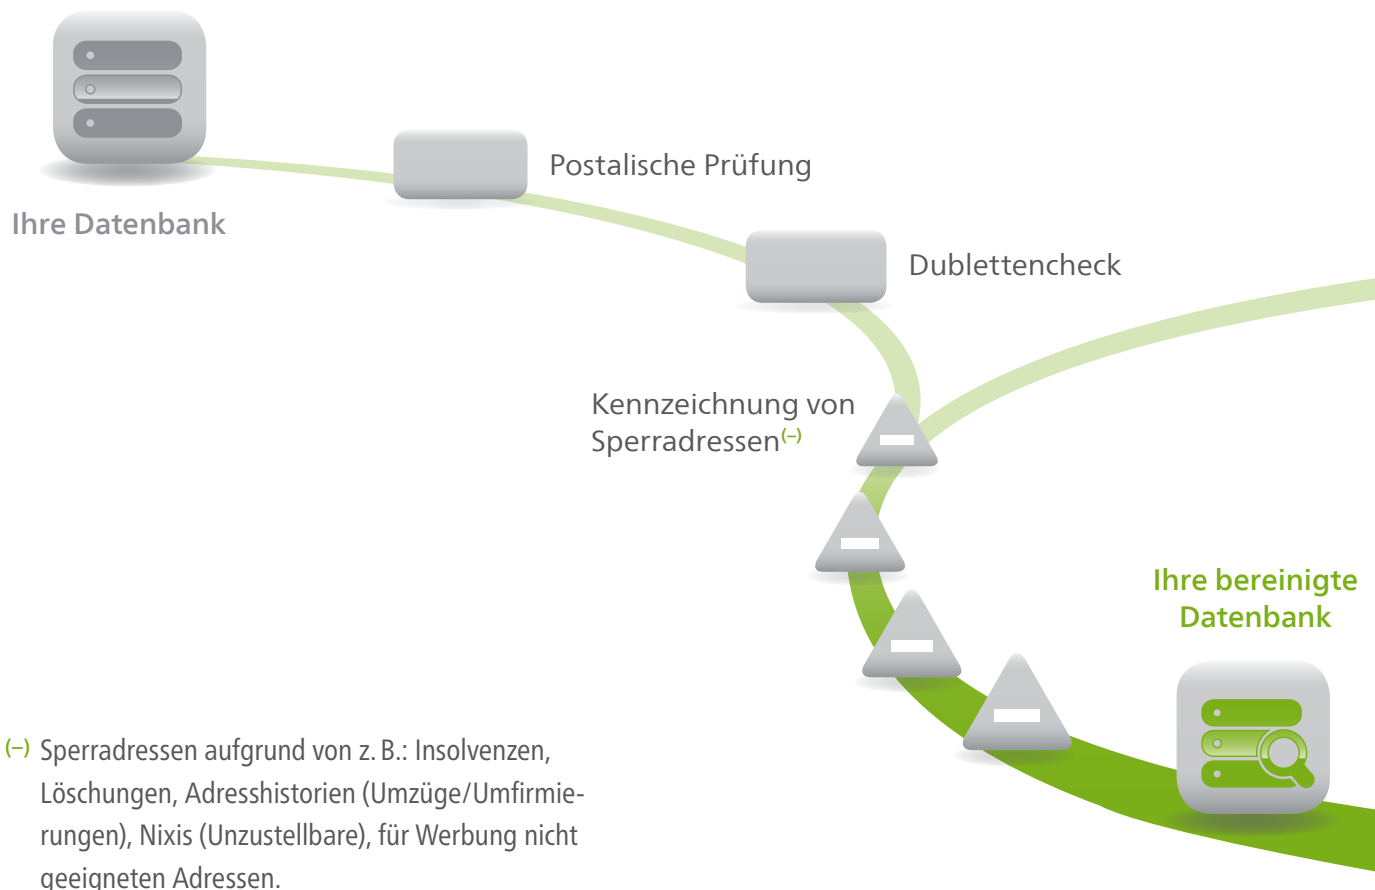 Ihre Datenbank
Postalische Prüfung
Dublettencheck
Kennzeichnung von
Sperradressen(–)
Ihre bereinigte
Datenbank
(–) Sperradressen aufgrund von z. B.: Insolvenzen,
Löschungen, Adresshistorien (Umzüge/Umfirmie-
rungen), Nixis (Unzustellbare), für Werbung nicht
geeigneten Adressen.